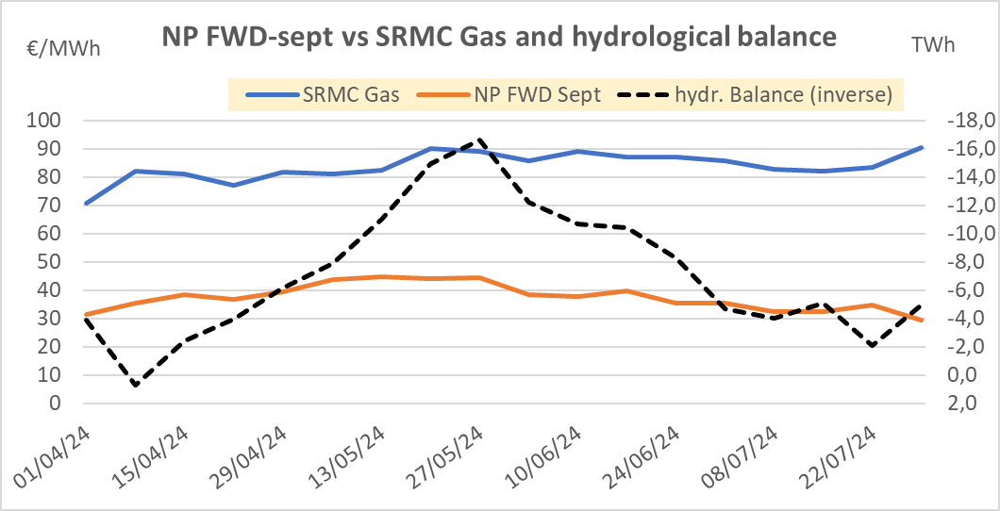 NP FWD-sept vs SRMC Gas and hydrological balance
€/MWh
TWh
SRMC Gas NP FWD Sept hydr. Balance (inverse)
100 -18,0
90 -16,0
80 -14,0
70 -12,0
60 -10,0
50 -8,0
40 -6,0
30 -4,0
20 -2,0
10 0,0
0 2,0
01/04/24 15/04/24 29/04/24 13/05/24 27/05/24 10/06/24 24/06/24 08/07/24 22/07/24